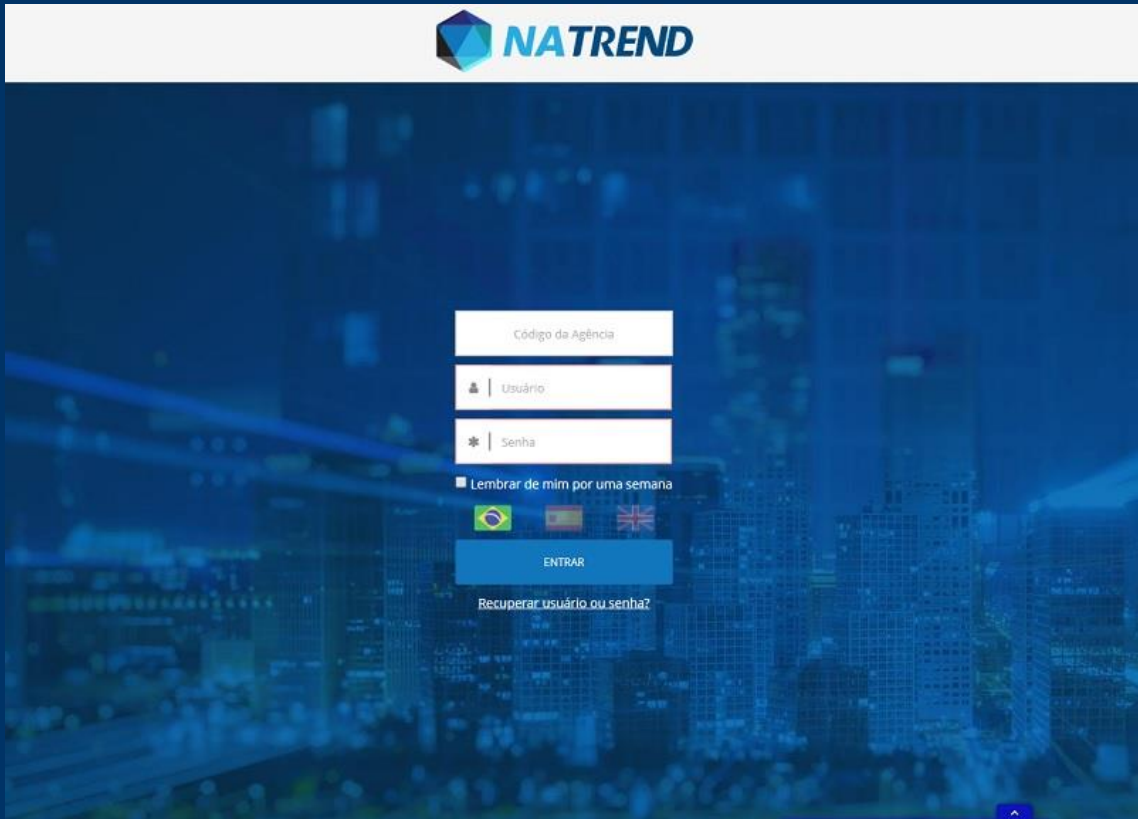 NATREND
Código da Agência
Usuário
Senha
Lembrar de mim por uma semana
ENTRAR
Recuperar usuário ou senha?